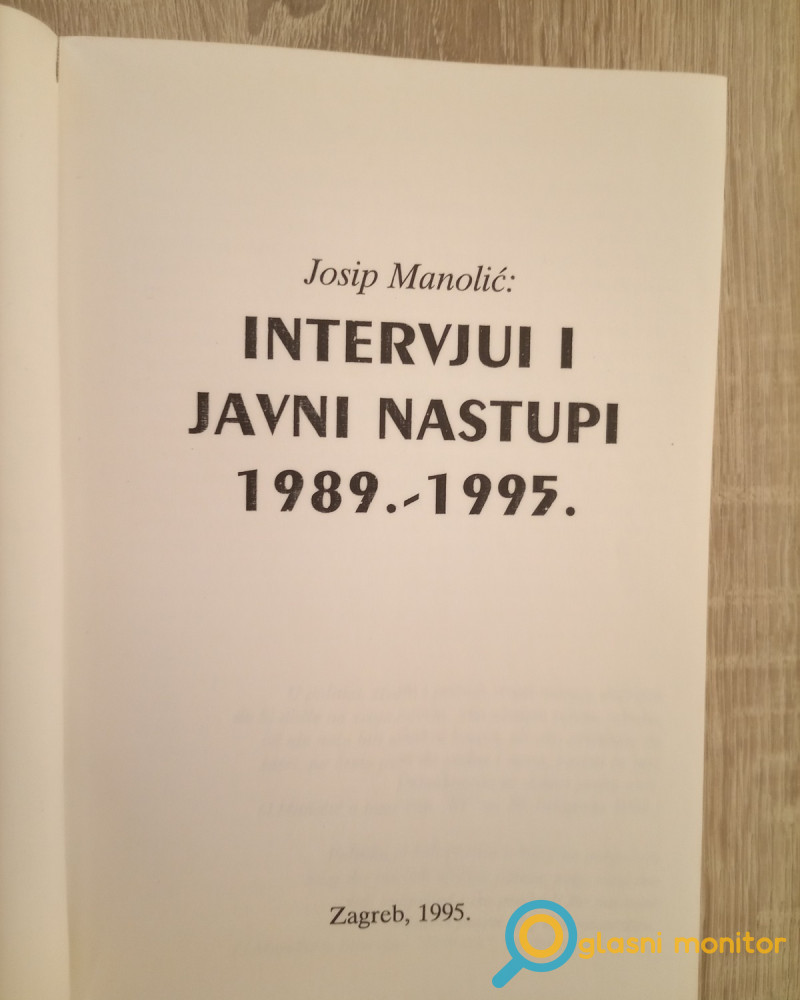 Josip Manolić:
INTERVJUI I
JAVNI NASTUPI
1989.-1995.
Zagreb, 1995.
Oglasni monitor